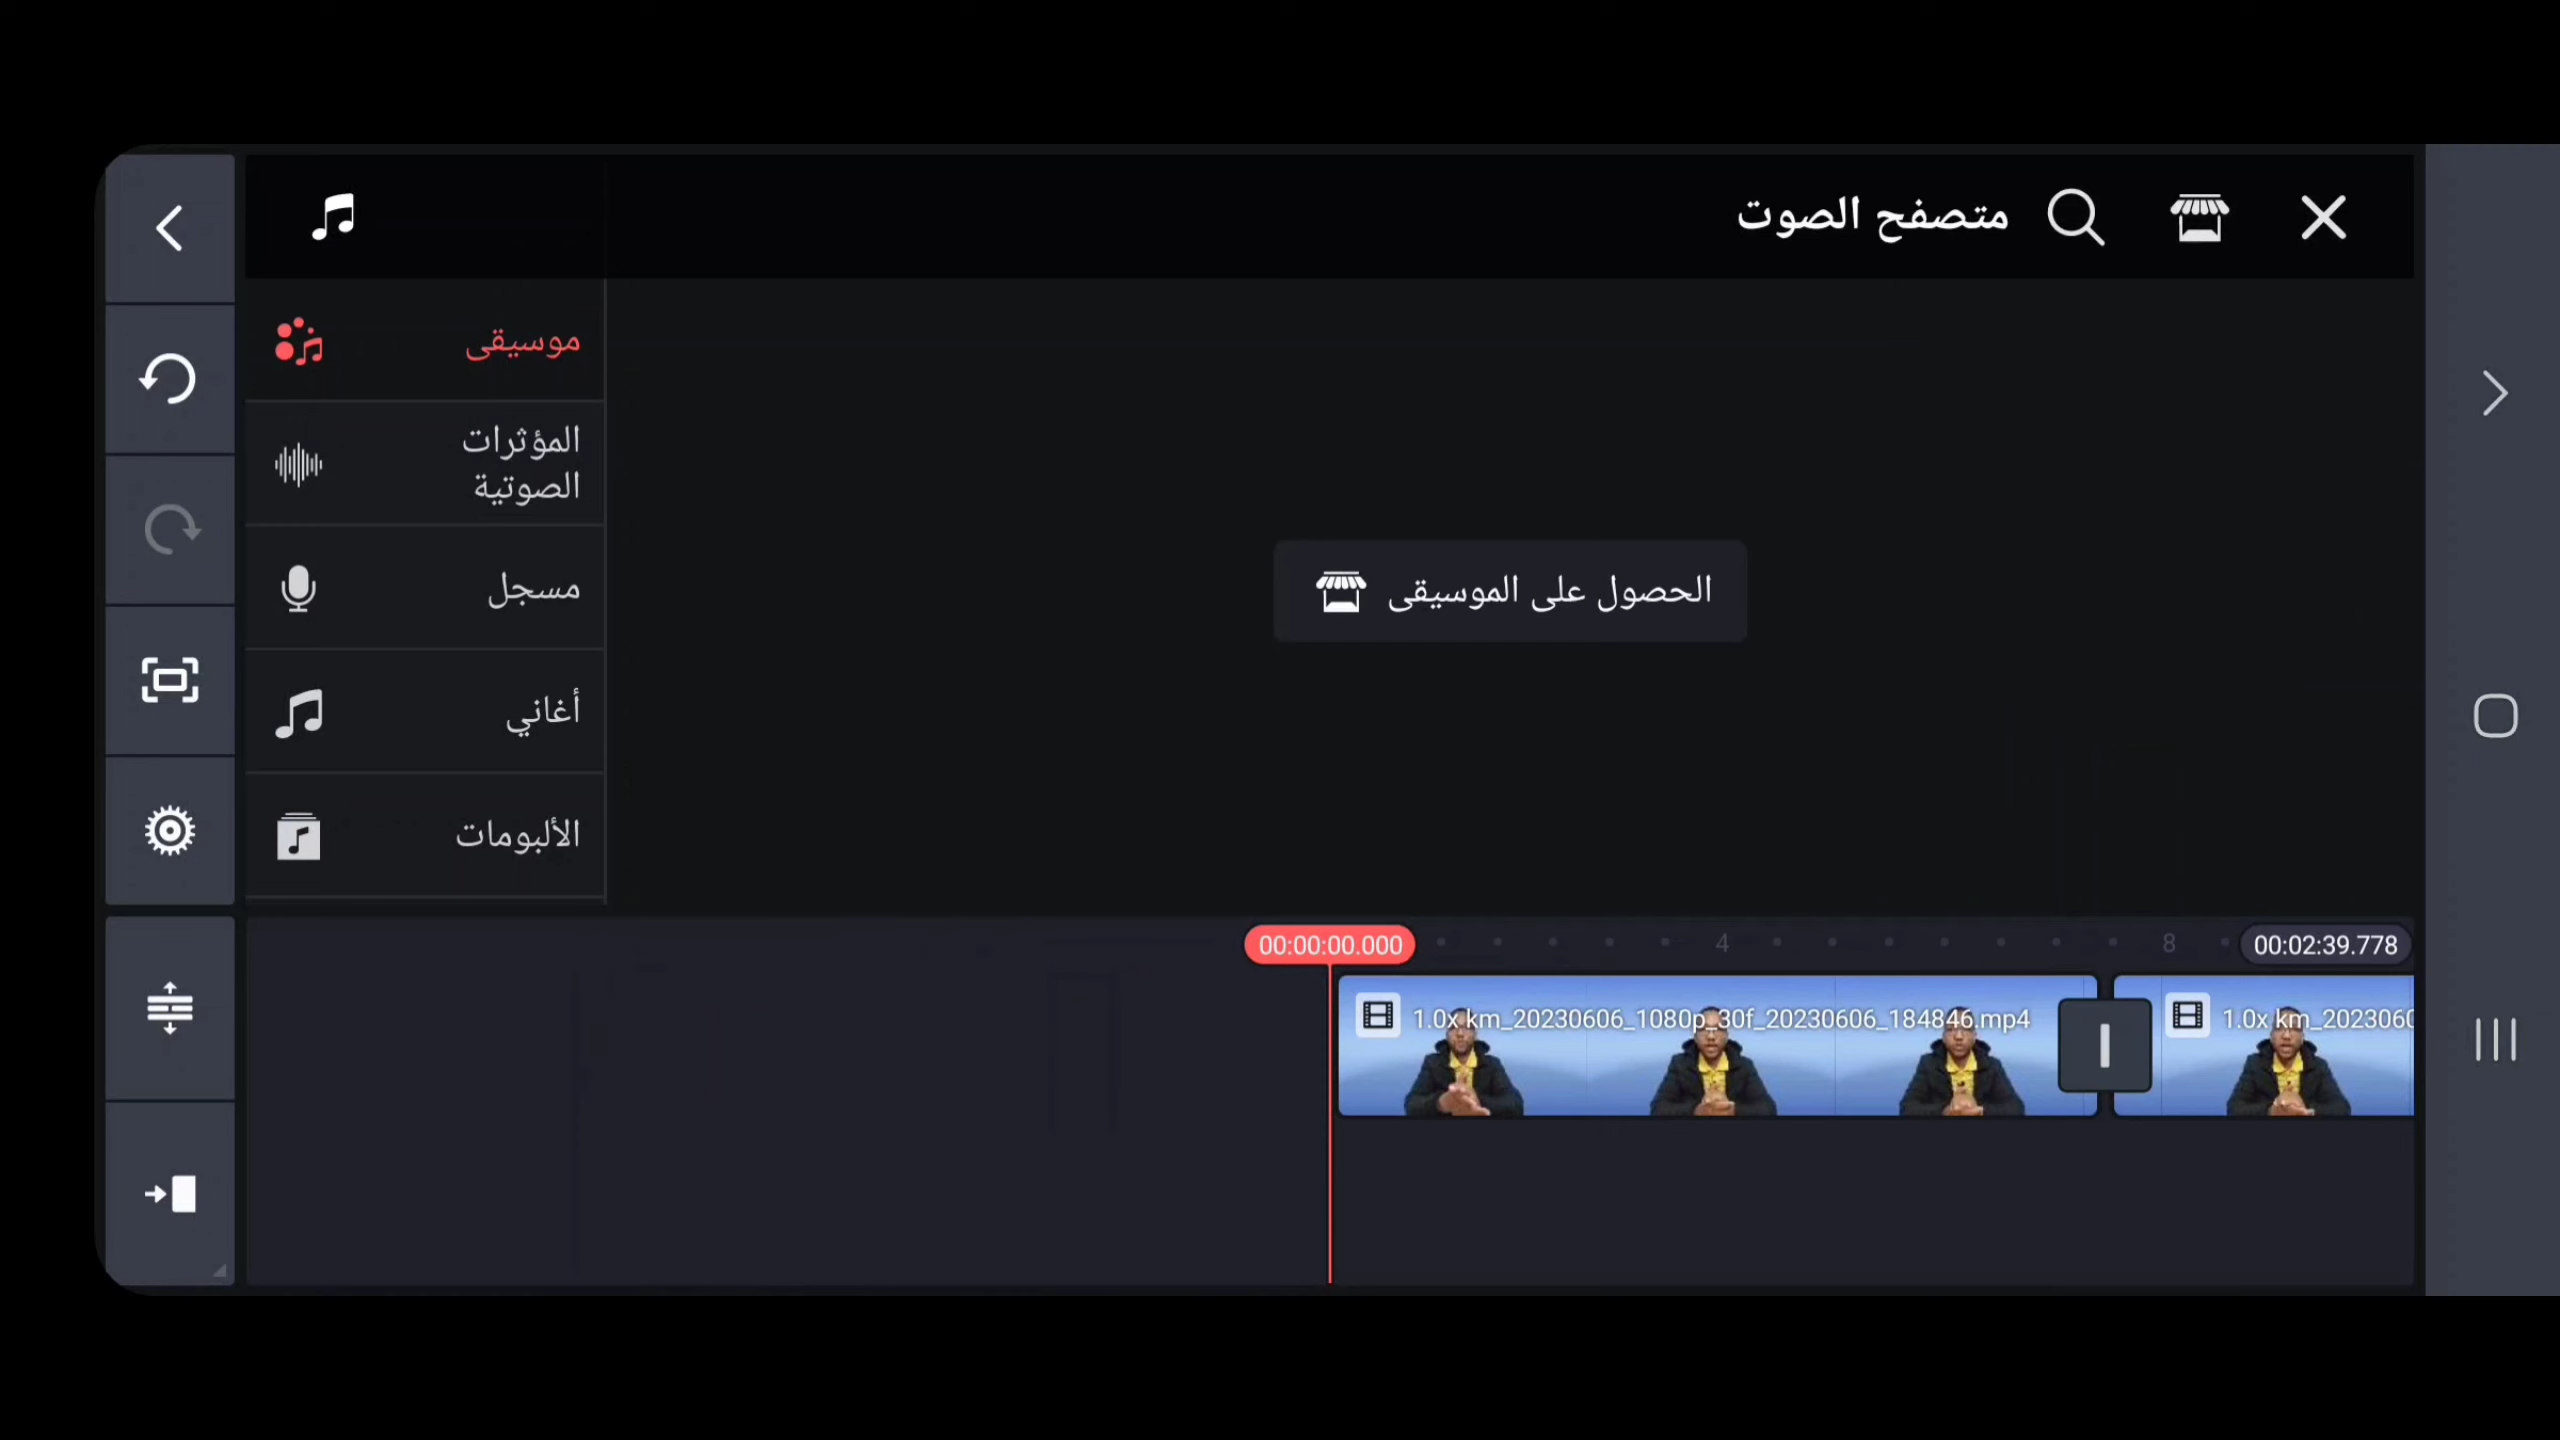 متصفح الصوت
موسيقى
المؤثرات
الصوتية
مسجل
أغاني
الألبومات
الحصول على الموسيقى
00:00:00.000
4
8
00:02:39.778
1.0x km_20230606_1080p_30f_20230606_184846.mp4
1.0x km_2023060